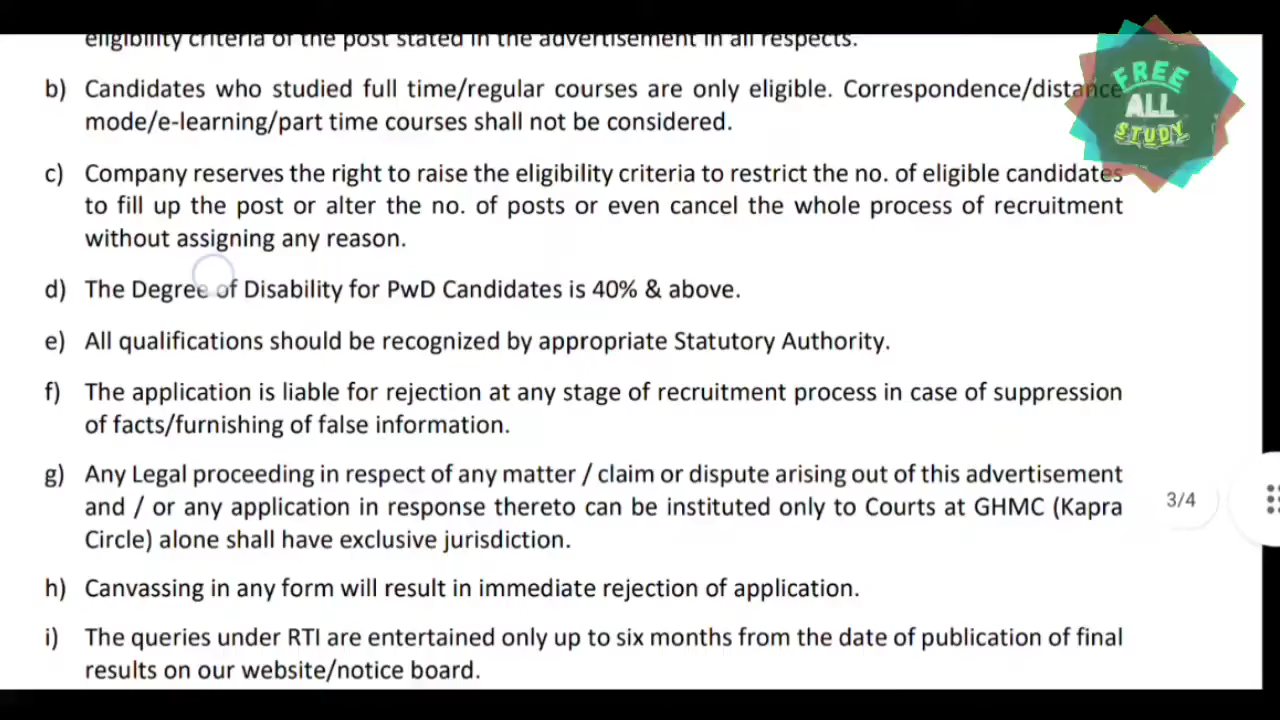 eligibility criteria of the post stated in the advertisement in all respects.
b) Candidates who studied full time/regular courses are only eligible. Correspondence/distance
mode/e-learning/part time courses shall not be considered.
c) Company reserves the right to raise the eligibility criteria to restrict the no. of eligible candidates
to fill up the post or alter the no. of posts or even cancel the whole process of recruitment
without assigning any reason.
d) The Degree of Disability for PwD Candidates is 40% & above.
e) All qualifications should be recognized by appropriate Statutory Authority.
f) The application is liable for rejection at any stage of recruitment process in case of suppression
of facts/furnishing of false information.
g) Any Legal proceeding in respect of any matter / claim or dispute arising out of this advertisement
and / or any application in response thereto can be instituted only to Courts at GHMC (Kapra
Circle) alone shall have exclusive jurisdiction.
h) Canvassing in any form will result in immediate rejection of application.
i) The queries under RTI are entertained only up to six months from the date of publication of final
results on our website/notice board.
FREE
ALL
STUDY
3/4